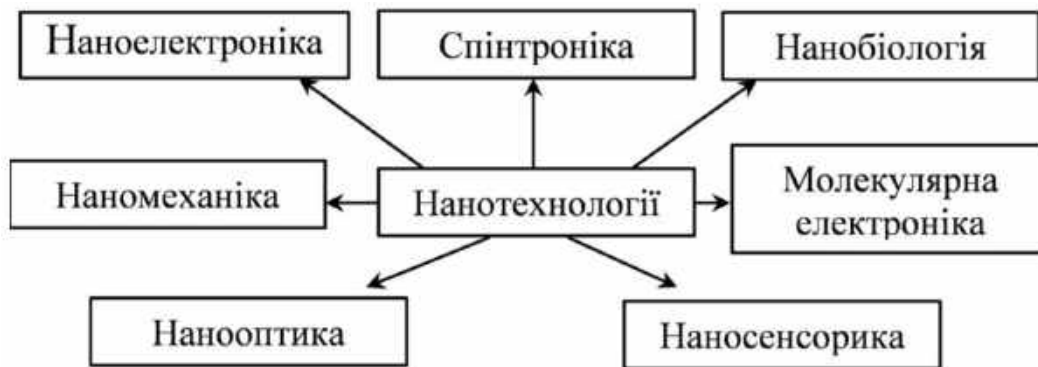 Наноелектроніка
Спінтроніка
Нанобіологія
Наномеханіка
Нанотехнології
Молекулярна
електроніка
Нанооптика
Наносенсорика